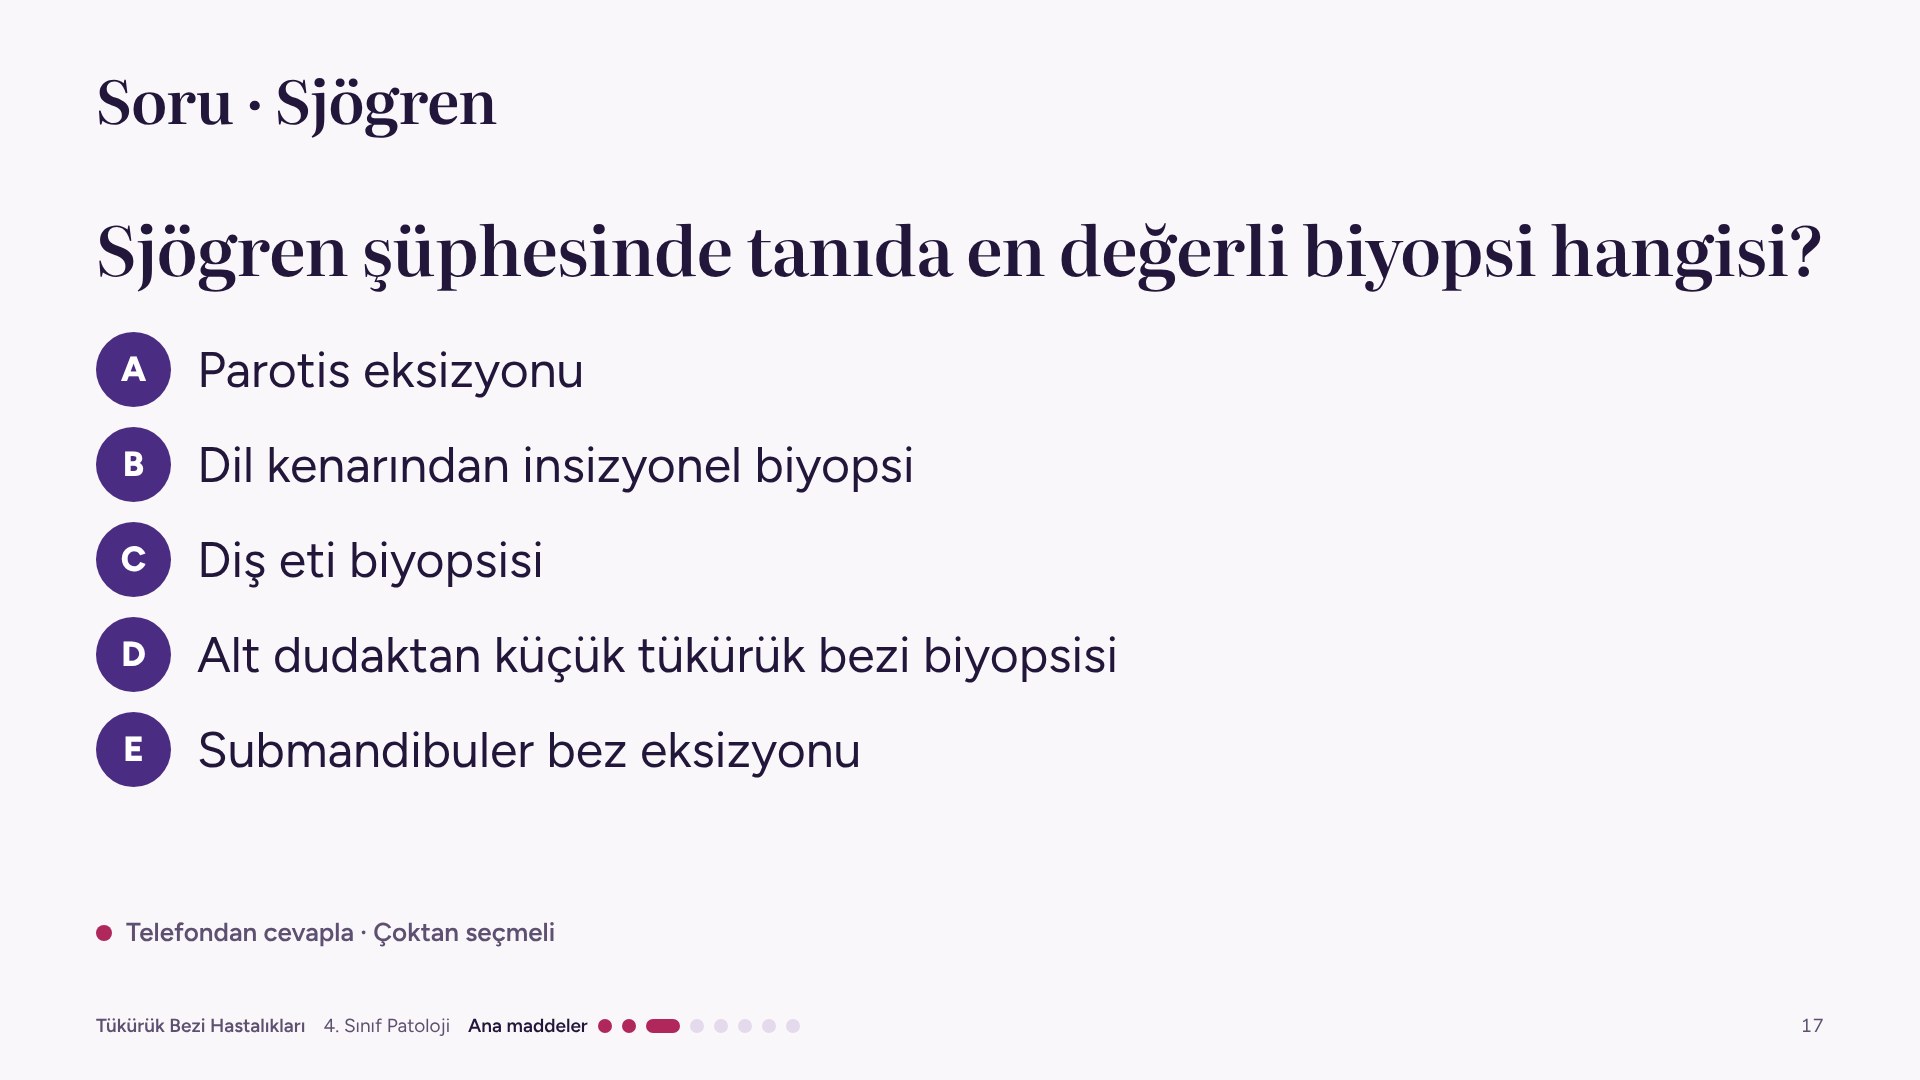 Soru · Sjögren
Sjögren şüphesinde tanıda en değerli biyopsi hangisi?
A Parotis eksizyonu
B Dil kenarından insizyonel biyopsi
C Diş eti biyopsisi
D Alt dudaktan küçük tükürük bezi biyopsisi
E Submandibuler bez eksizyonu
Telefondan cevapla · Çoktan seçmeli
Tükürük Bezi Hastalıkları 4. Sınıf Patoloji Ana maddeler 17